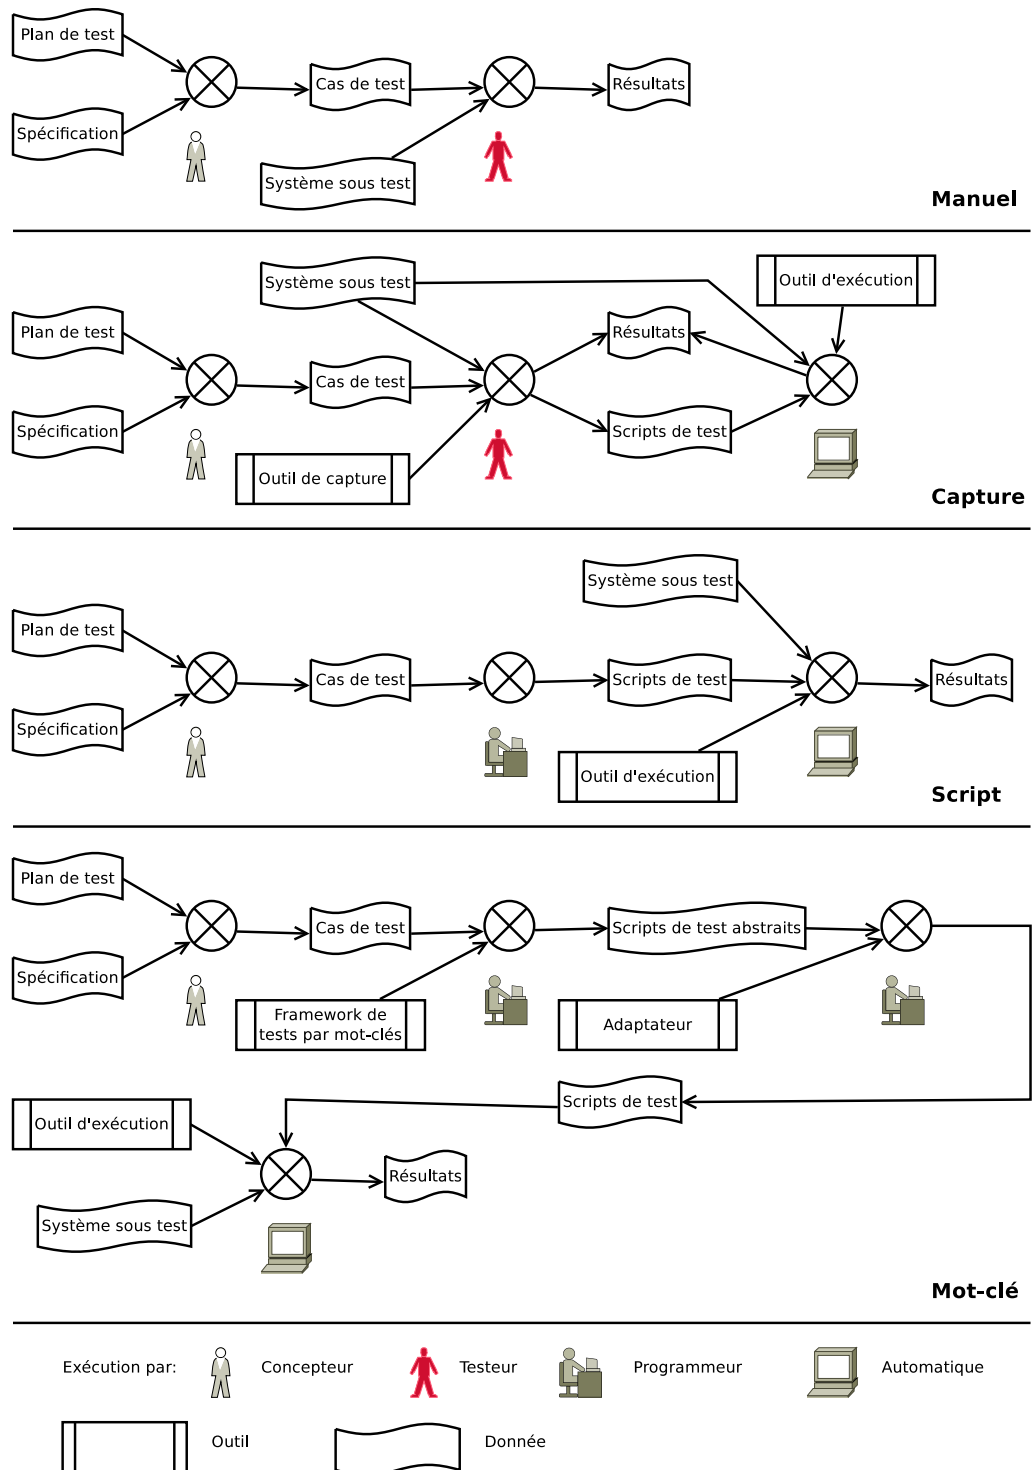 Plan de test
Cas de test
Résultats
Spécification
Système sous test
Manuel
Système sous test
Outil d'exécution
Plan de test
Résultats
Cas de test
Spécification
Scripts de test
Outil de capture
Capture
Système sous test
Plan de test
Cas de test
Scripts de test
Résultats
Spécification
Outil d'exécution
Script
Plan de test
Cas de test
Scripts de test abstraits
Spécification
Framework de
tests par mot-clés
Adaptateur
Scripts de test
Outil d'exécution
Résultats
Système sous test
Mot-clé
Exécution par:
Concepteur
Testeur
Programmeur
Automatique
Outil
Donnée